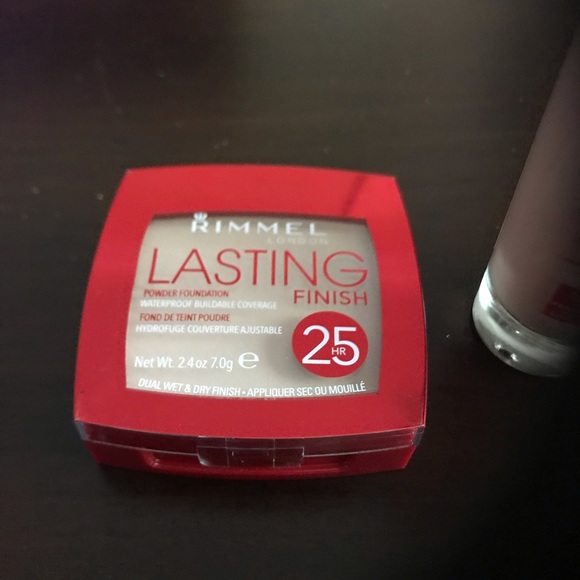 RIMMEL
LONDON
LASTING
FINISH
POWDER FOUNDATION
WATERPROOF BUILDABLE COVERAGE
FOND DE TEINT POUDRE
HYDROFUGE COUVERTURE AJUSTABLE
25
HR
Net Wt. 2.4 oz 7.0g e
DUAL WET & DRY FINISH • APPLIQUER SEC OU MOUILLÉ